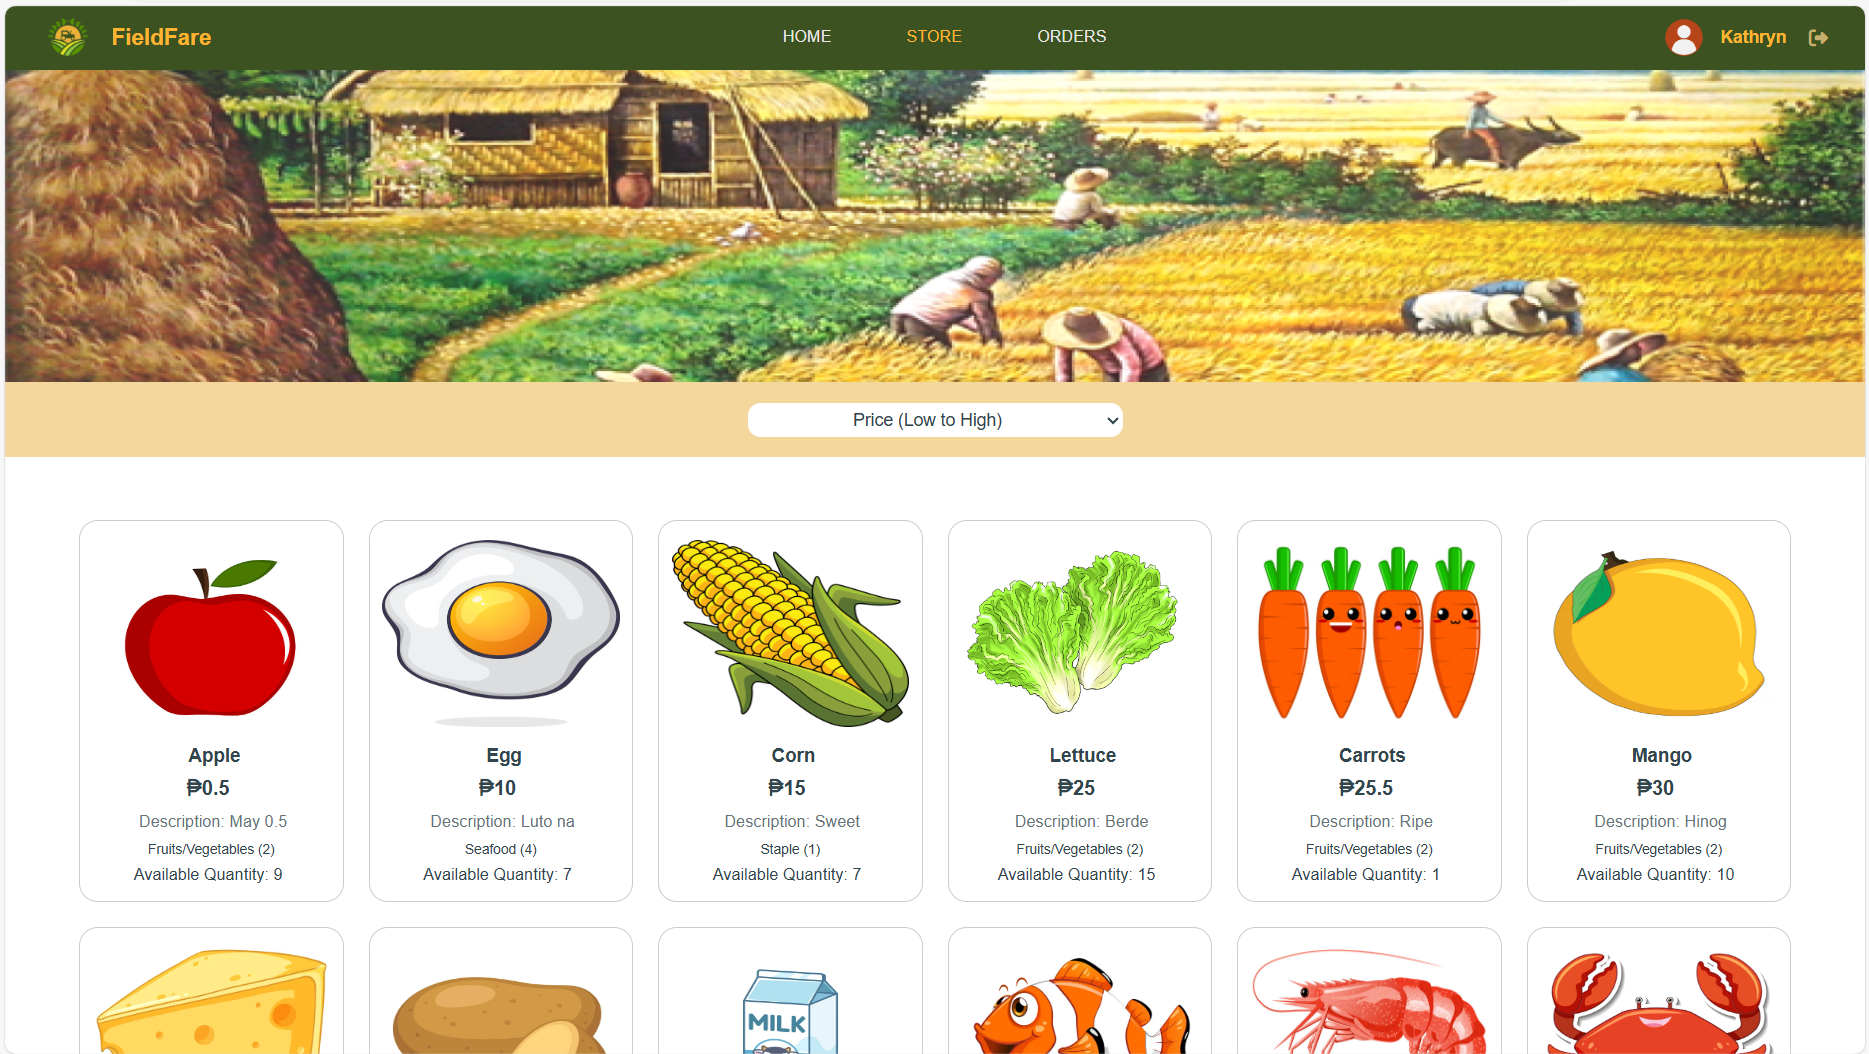 FieldFare
HOME
STORE
ORDERS
Kathryn
Price (Low to High)
Apple
₱0.5
Description: May 0.5
Fruits/Vegetables (2)
Available Quantity: 9
Egg
₱10
Description: Luto na
Seafood (4)
Available Quantity: 7
Corn
₱15
Description: Sweet
Staple (1)
Available Quantity: 7
Lettuce
₱25
Description: Berde
Fruits/Vegetables (2)
Available Quantity: 15
Carrots
₱25.5
Description: Ripe
Fruits/Vegetables (2)
Available Quantity: 1
Mango
₱30
Description: Hinog
Fruits/Vegetables (2)
Available Quantity: 10
MILK